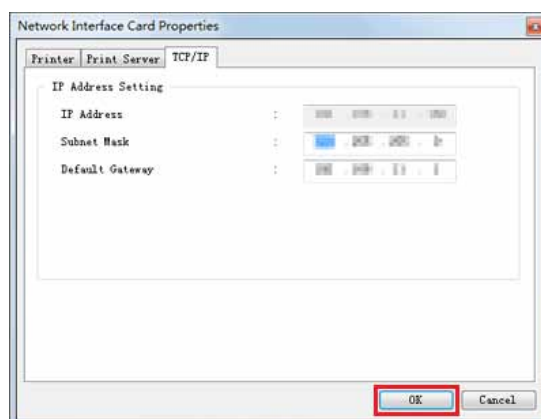 Network Interface Card Properties
Printer Print Server TCP/IP
IP Address Setting
IP Address :
Subnet Mask :
Default Gateway :
OK Cancel